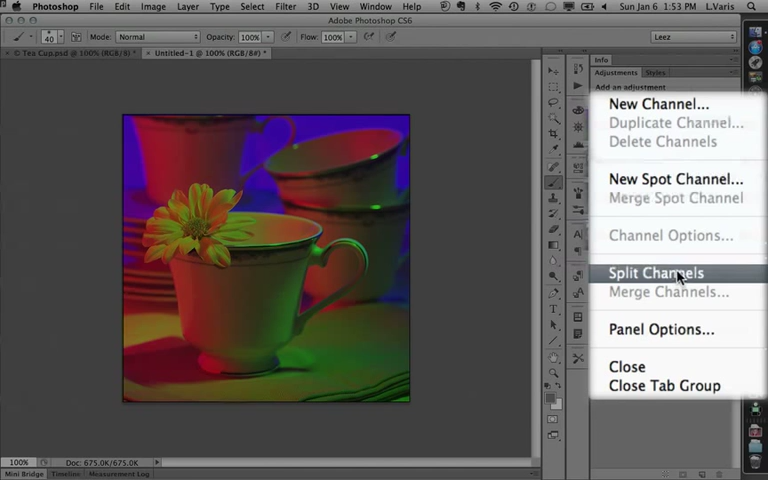 Photoshop File Edit Image Layer Type Select Filter 3D View Window Help Sun Jan 6 1:53 PM L.Varis
Adobe Photoshop CS6
40 Mode: Normal Opacity: 100% Flow: 100% Leez
© Tea Cup.psd @ 100% (RGB/8) * Untitled-1 @ 100% (RGB/8#) *
Info
Adjustments Styles
Add an adjustment
New Channel...
Duplicate Channel...
Delete Channels
New Spot Channel...
Merge Spot Channel
Channel Options...
Split Channels
Merge Channels...
Panel Options...
Close
Close Tab Group
100% Doc: 675.0K/675.0K
Mini Bridge Timeline Measurement Log